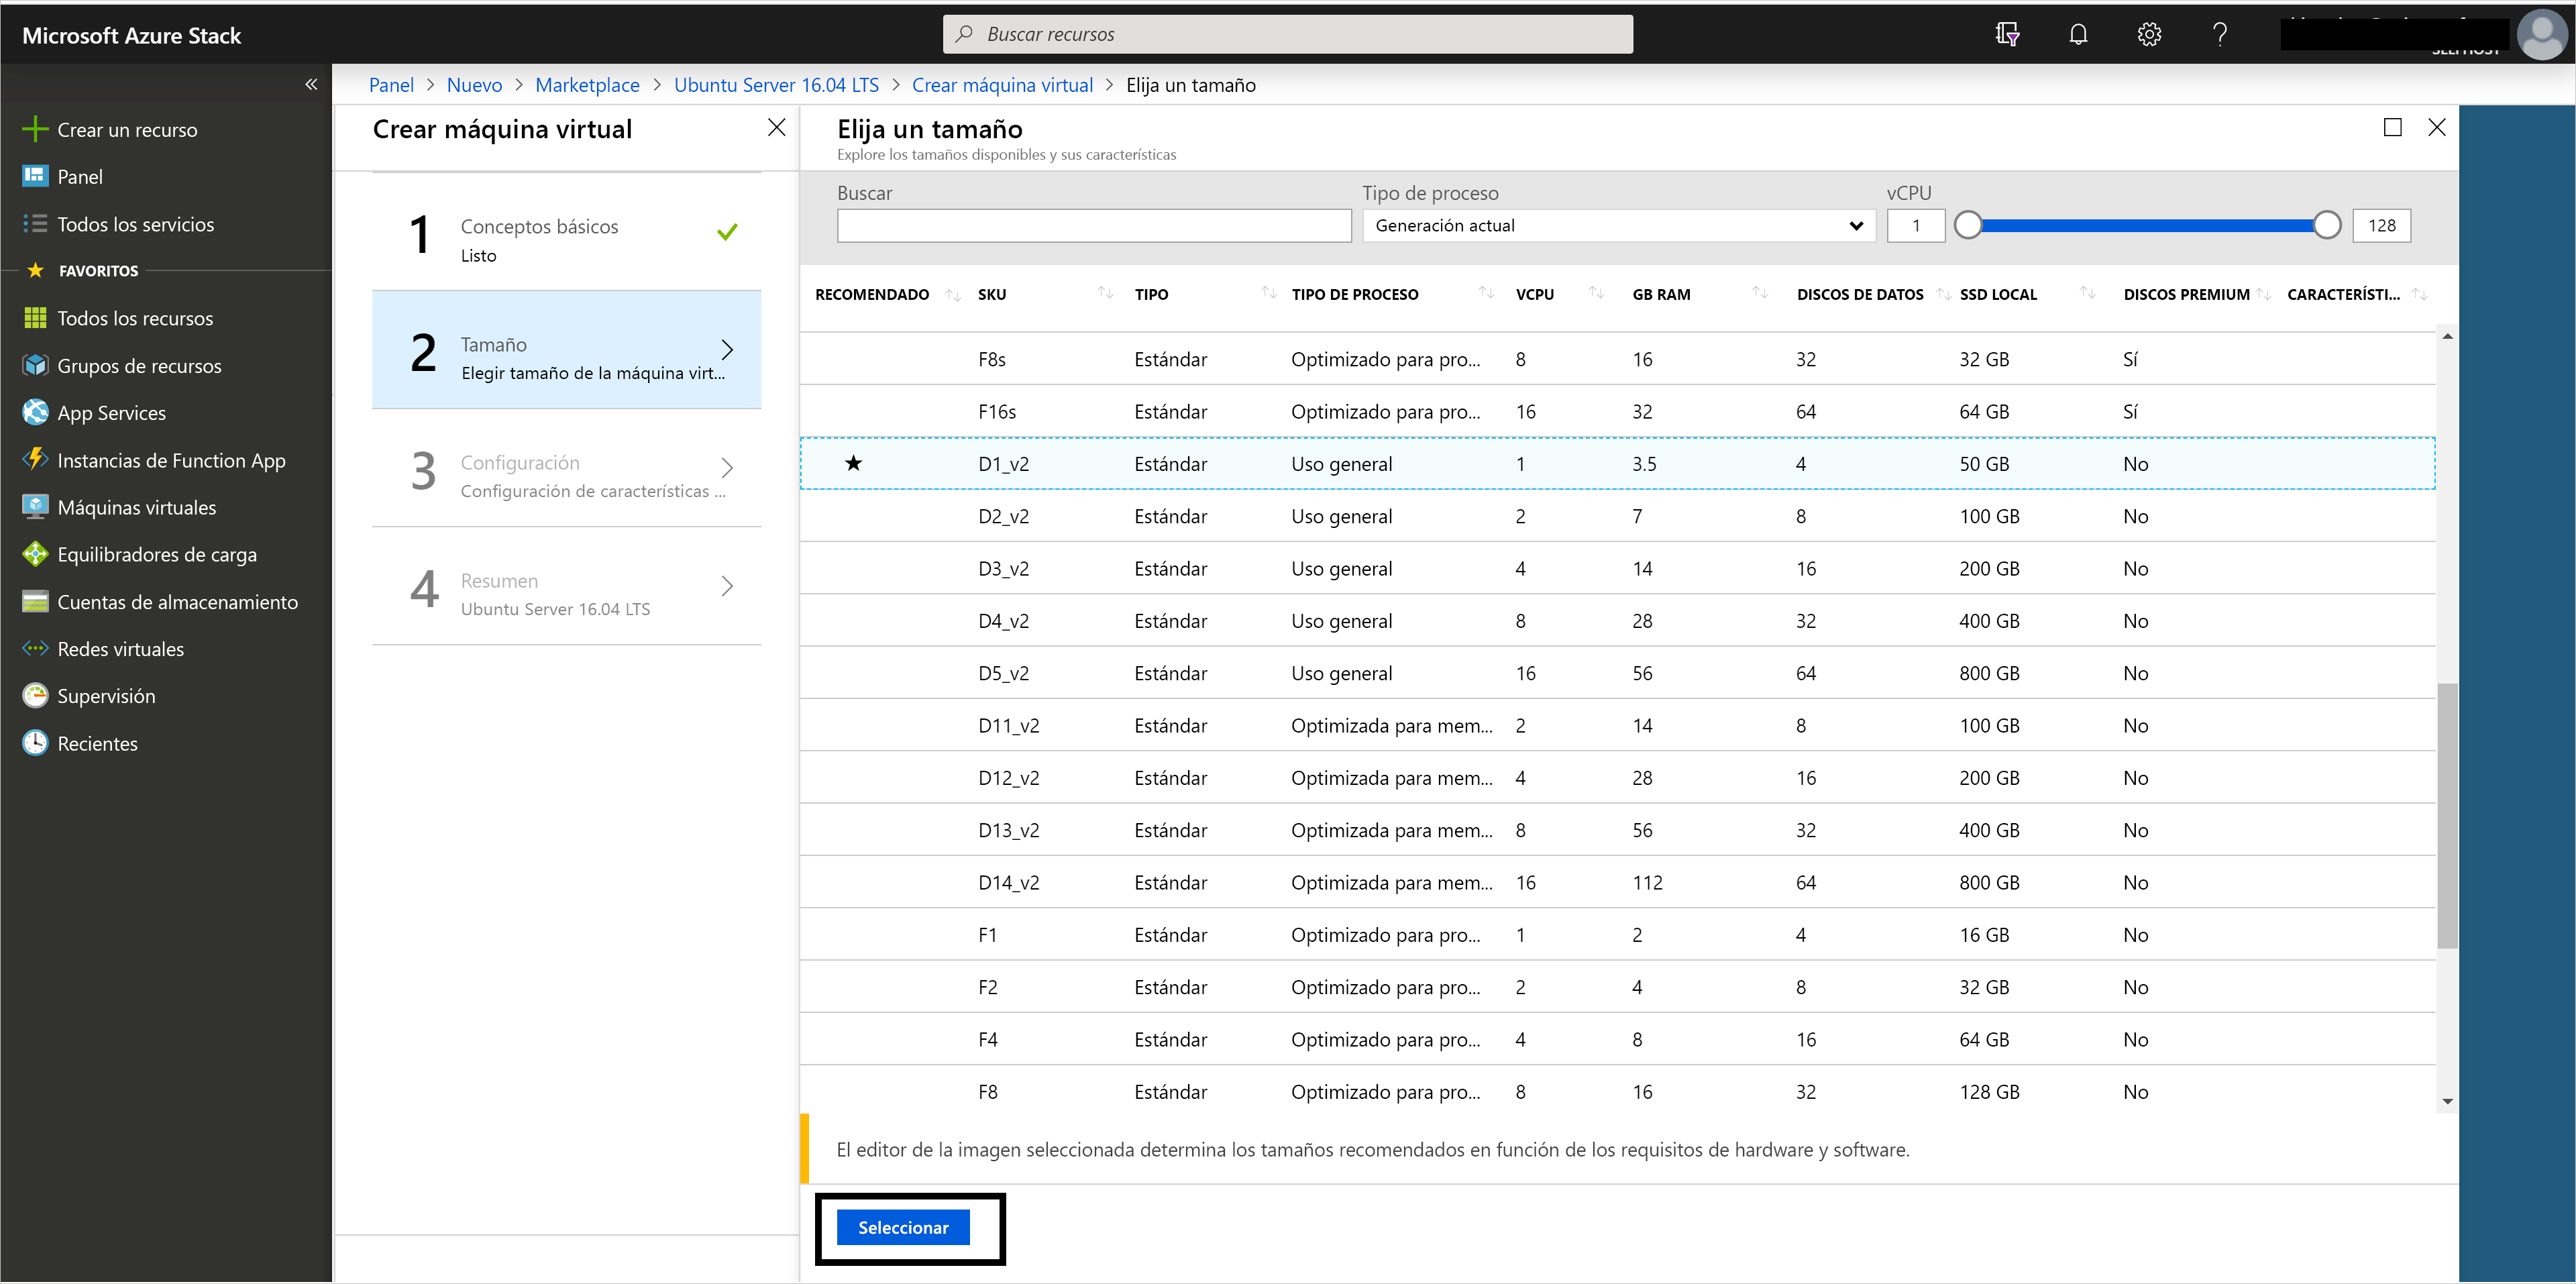 Microsoft Azure Stack
Buscar recursos
Panel > Nuevo > Marketplace > Ubuntu Server 16.04 LTS > Crear máquina virtual > Elija un tamaño
Crear un recurso
Panel
Todos los servicios
FAVORITOS
Todos los recursos
Grupos de recursos
App Services
Instancias de Function App
Máquinas virtuales
Equilibradores de carga
Cuentas de almacenamiento
Redes virtuales
Supervisión
Recientes
Crear máquina virtual
1
Conceptos básicos
Listo
2
Tamaño
Elegir tamaño de la máquina virt...
3
Configuración
Configuración de características ...
4
Resumen
Ubuntu Server 16.04 LTS
Elija un tamaño
Explore los tamaños disponibles y sus características
Buscar Tipo de proceso vCPU
Generación actual 1 128
RECOMENDADO SKU TIPO TIPO DE PROCESO VCPU GB RAM DISCOS DE DATOS SSD LOCAL DISCOS PREMIUM CARACTERÍSTI...
F8s Estándar Optimizado para pro... 8 16 32 32 GB Sí
F16s Estándar Optimizado para pro... 16 32 64 64 GB Sí
★ D1_v2 Estándar Uso general 1 3.5 4 50 GB No
D2_v2 Estándar Uso general 2 7 8 100 GB No
D3_v2 Estándar Uso general 4 14 16 200 GB No
D4_v2 Estándar Uso general 8 28 32 400 GB No
D5_v2 Estándar Uso general 16 56 64 800 GB No
D11_v2 Estándar Optimizada para mem... 2 14 8 100 GB No
D12_v2 Estándar Optimizada para mem... 4 28 16 200 GB No
D13_v2 Estándar Optimizada para mem... 8 56 32 400 GB No
D14_v2 Estándar Optimizada para mem... 16 112 64 800 GB No
F1 Estándar Optimizado para pro... 1 2 4 16 GB No
F2 Estándar Optimizado para pro... 2 4 8 32 GB No
F4 Estándar Optimizado para pro... 4 8 16 64 GB No
F8 Estándar Optimizado para pro... 8 16 32 128 GB No
El editor de la imagen seleccionada determina los tamaños recomendados en función de los requisitos de hardware y software.
Seleccionar